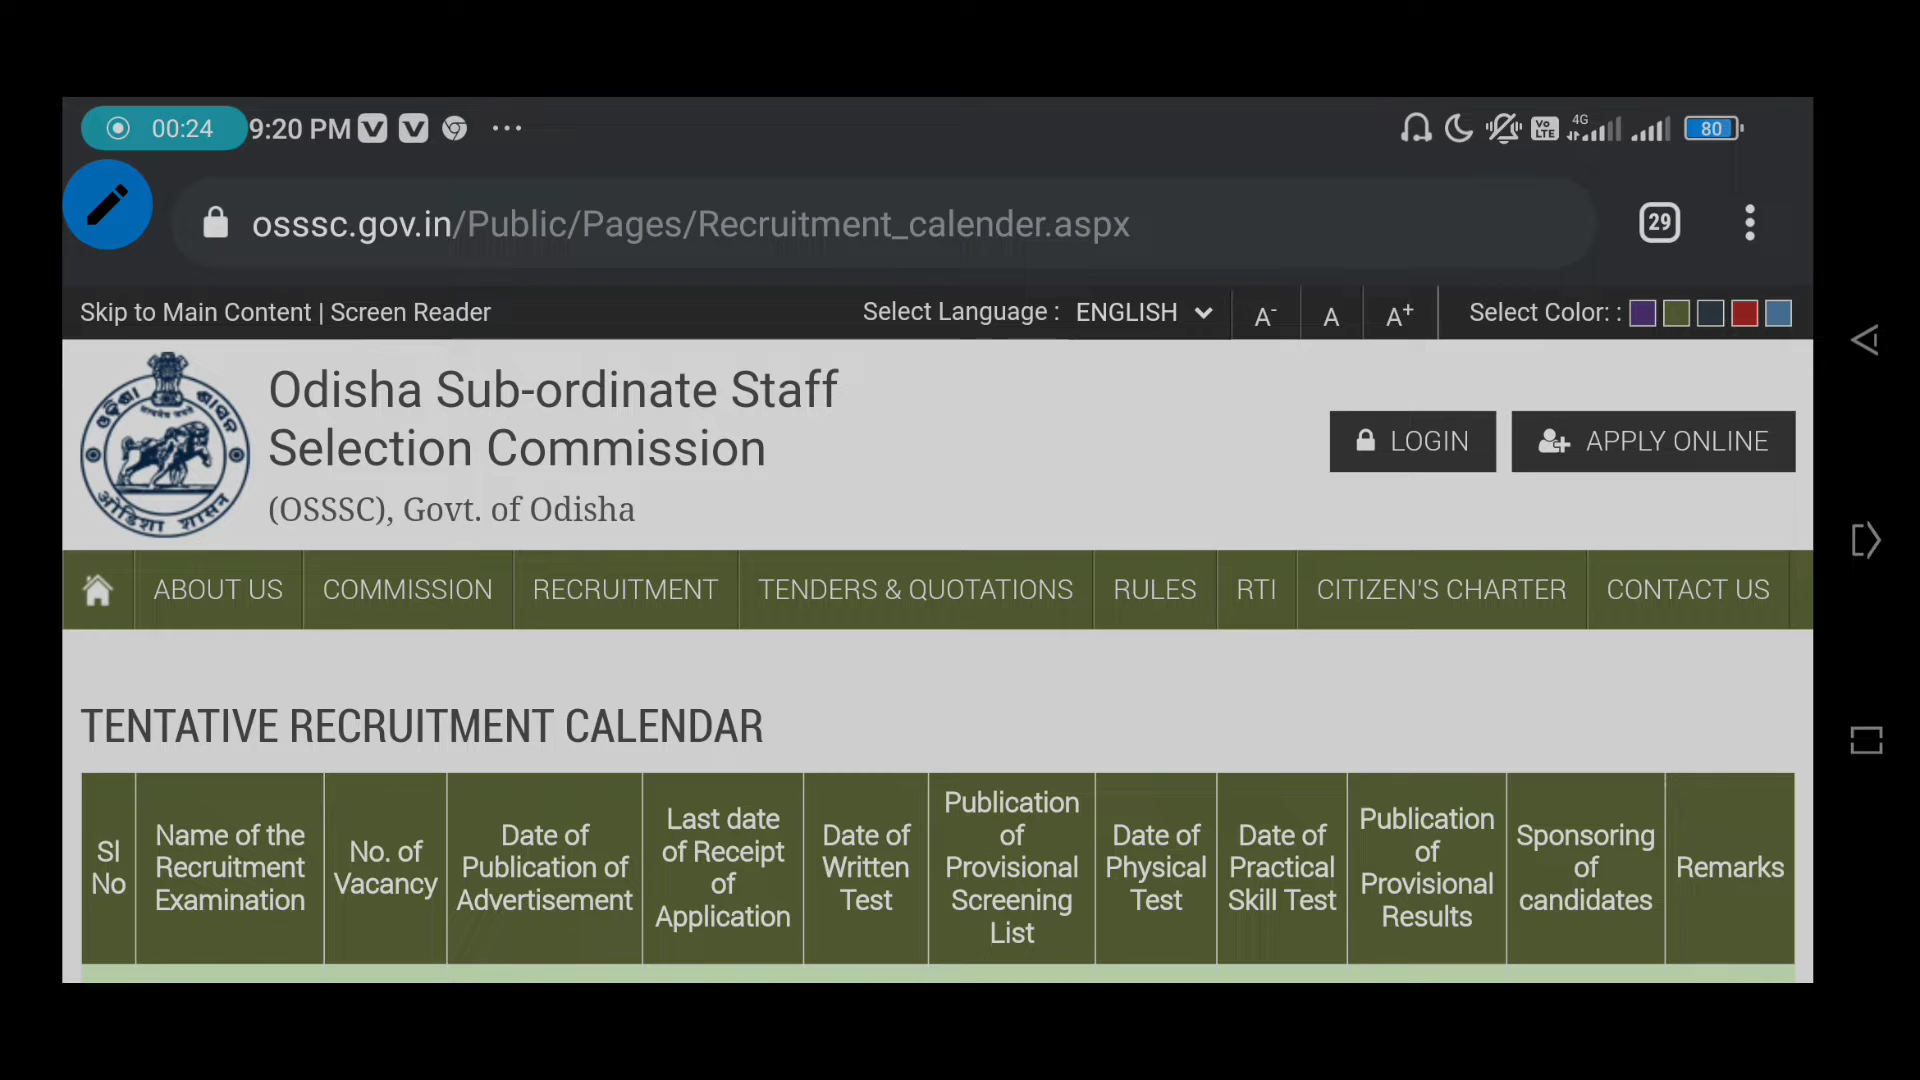 00:24 9:20 PM ... Vo LTE 4G 80
osssc.gov.in/Public/Pages/Recruitment_calender.aspx 29
Skip to Main Content | Screen Reader Select Language : ENGLISH A- A A+ Select Color: :
Odisha Sub-ordinate Staff
Selection Commission
(OSSSC), Govt. of Odisha
ओडिशा शासन
LOGIN APPLY ONLINE
ABOUT US COMMISSION RECRUITMENT TENDERS & QUOTATIONS RULES RTI CITIZEN'S CHARTER CONTACT US
TENTATIVE RECRUITMENT CALENDAR
Sl
No
Name of the
Recruitment
Examination
No. of
Vacancy
Date of
Publication of
Advertisement
Last date
of Receipt
of
Application
Date of
Written
Test
Publication
of
Provisional
Screening
List
Date of
Physical
Test
Date of
Practical
Skill Test
Publication
of
Provisional
Results
Sponsoring
of
candidates
Remarks